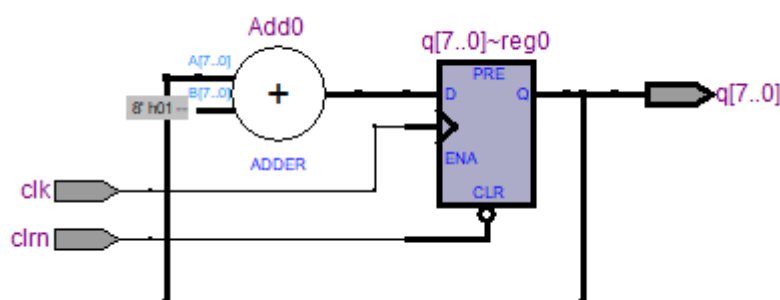 Add0
q[7..0]~reg0
A[7..0]
PRE
B[7..0]
8' h01 --
+
D
Q
q[7..0]
ENA
ADDER
clk
CLR
clrn